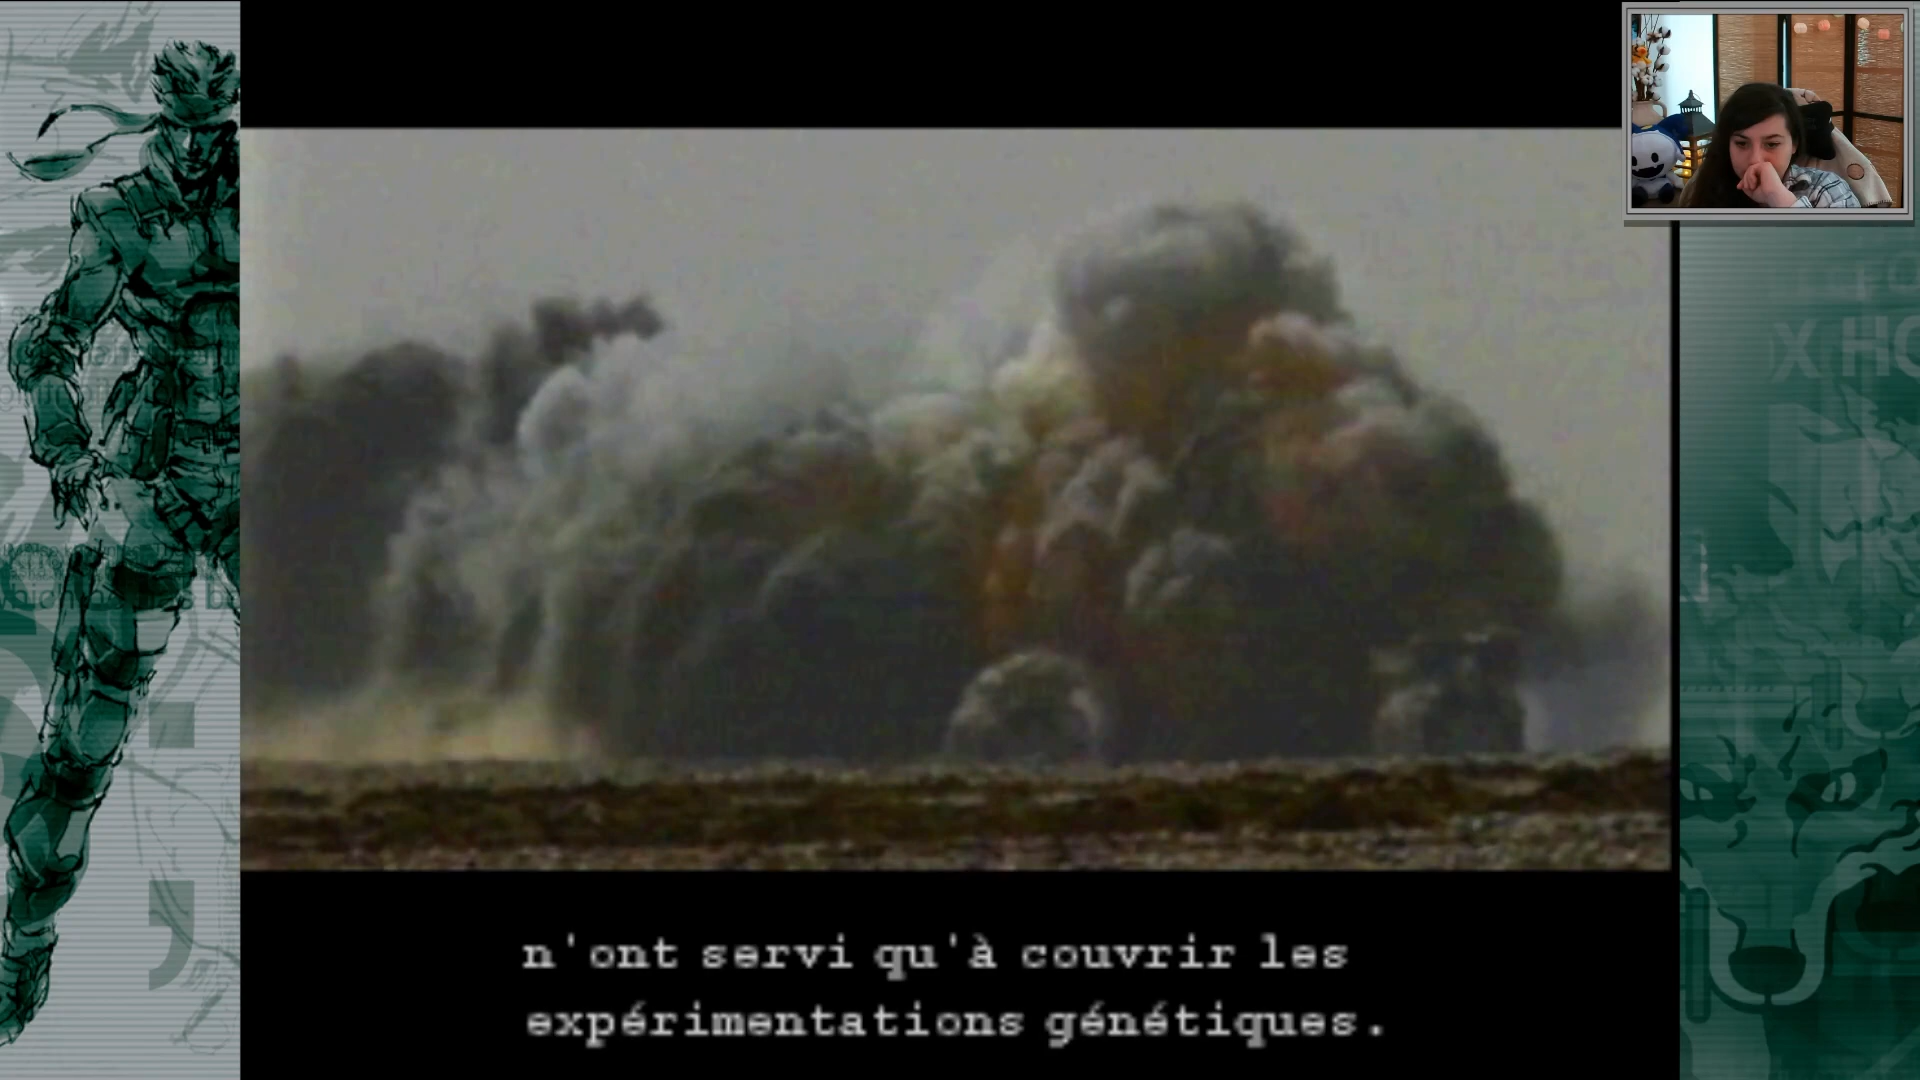 n'ont servi qu'à couvrir les
expérimentations génétiques.